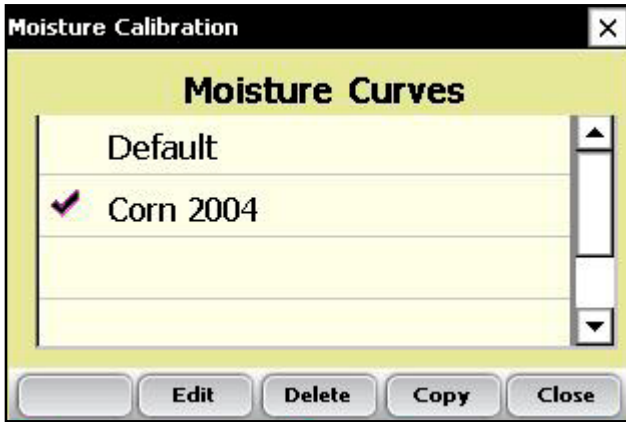 Moisture Calibration
Moisture Curves
Default
Corn 2004
Edit Delete Copy Close